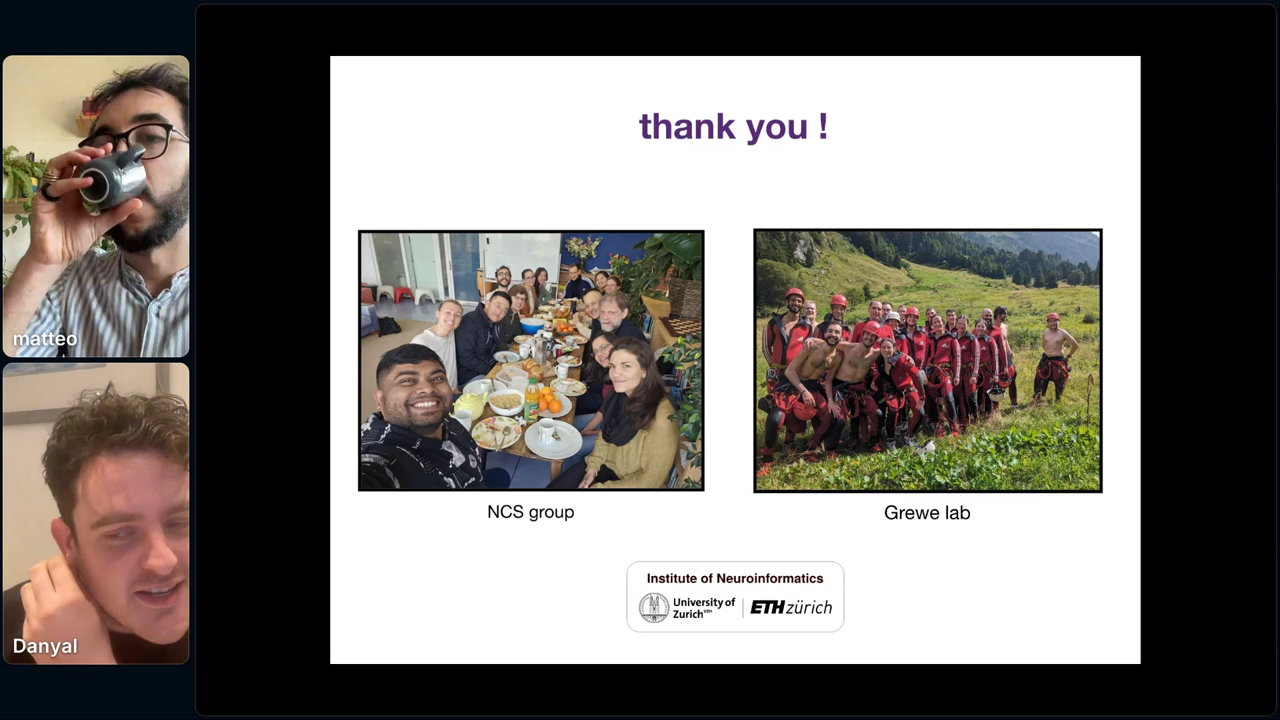 thank you !
NCS group
Grewe lab
Institute of Neuroinformatics
University of
Zurich
ETH zürich
matteo
Danyal